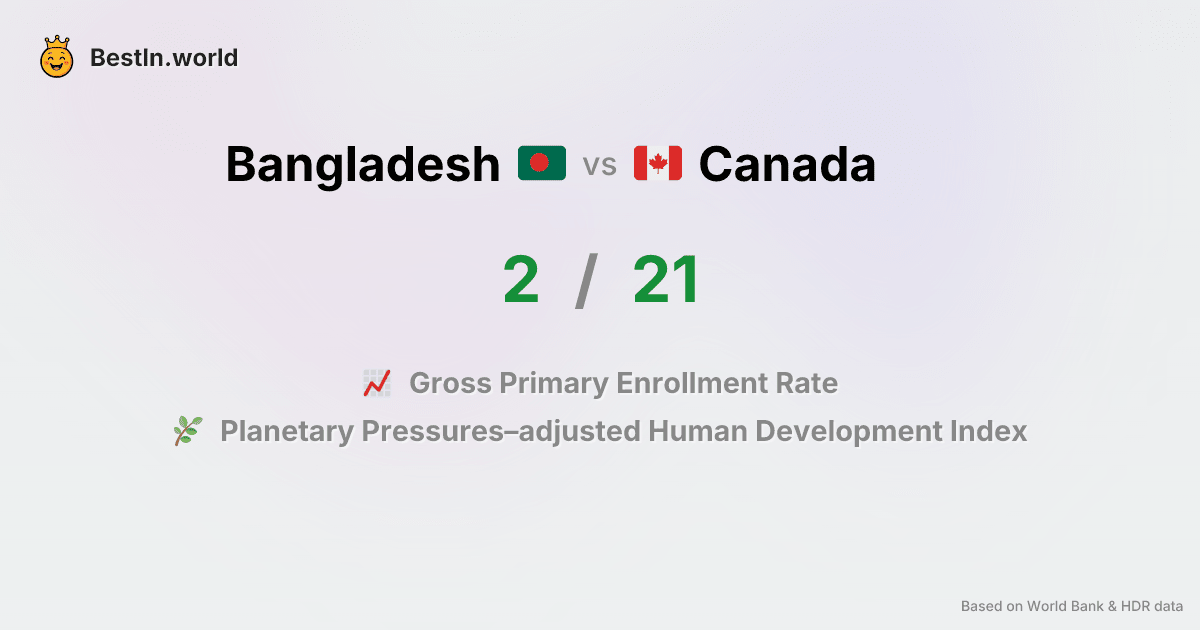 BestIn.world
Bangladesh vs Canada
2 / 21
Gross Primary Enrollment Rate
Planetary Pressures–adjusted Human Development Index
Based on World Bank & HDR data